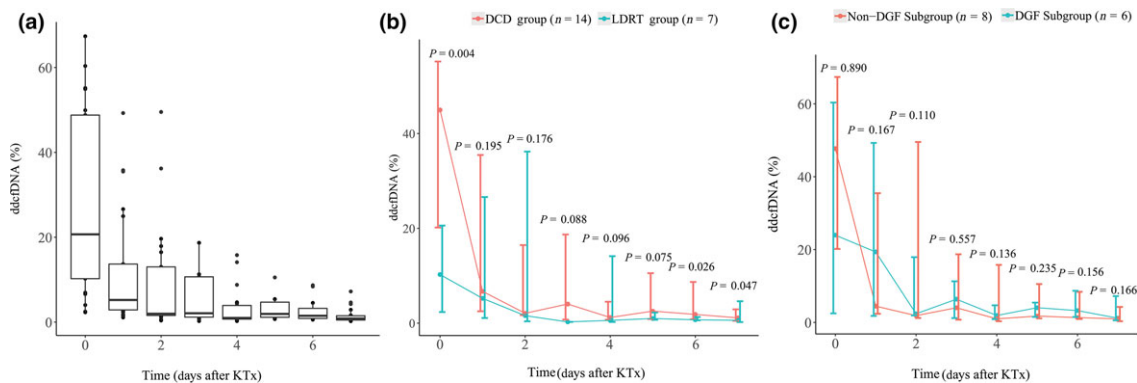 (a)
ddcfDNA (%)
60
40
20
0
0 2 4 6
Time (days after KTx)
(b)
DCD group (n = 14) LDRT group (n = 7)
ddcfDNA (%)
40
20
0
P = 0.004
P = 0.195
P = 0.176
P = 0.088
P = 0.096
P = 0.075
P = 0.026
P = 0.047
0 2 4 6
Time (days after KTx)
(c)
Non–DGF Subgroup (n = 8) DGF Subgroup (n = 6)
ddcfDNA (%)
80
60
40
20
0
P = 0.890
P = 0.167
P = 0.110
P = 0.557
P = 0.136
P = 0.235
P = 0.156
P = 0.166
0 2 4 6
Time (days after KTx)